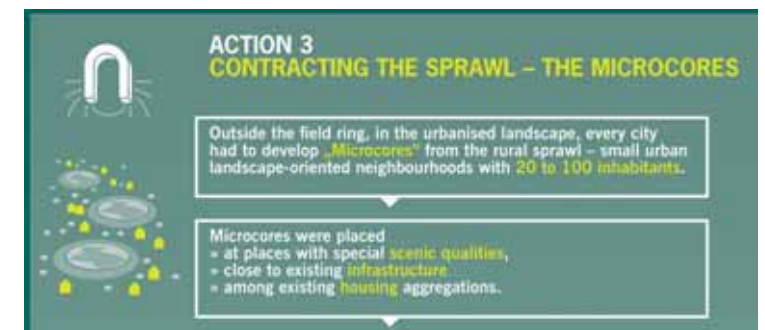 ACTION 3
CONTRACTING THE SPRAWL – THE MICROCORES
Outside the field ring, in the urbanised landscape, every city
had to develop „Microcores“ from the rural sprawl – small urban
landscape-oriented neighbourhoods with 20 to 100 inhabitants.
Microcores were placed
» at places with special scenic qualities,
» close to existing infrastructure
» among existing housing aggregations.